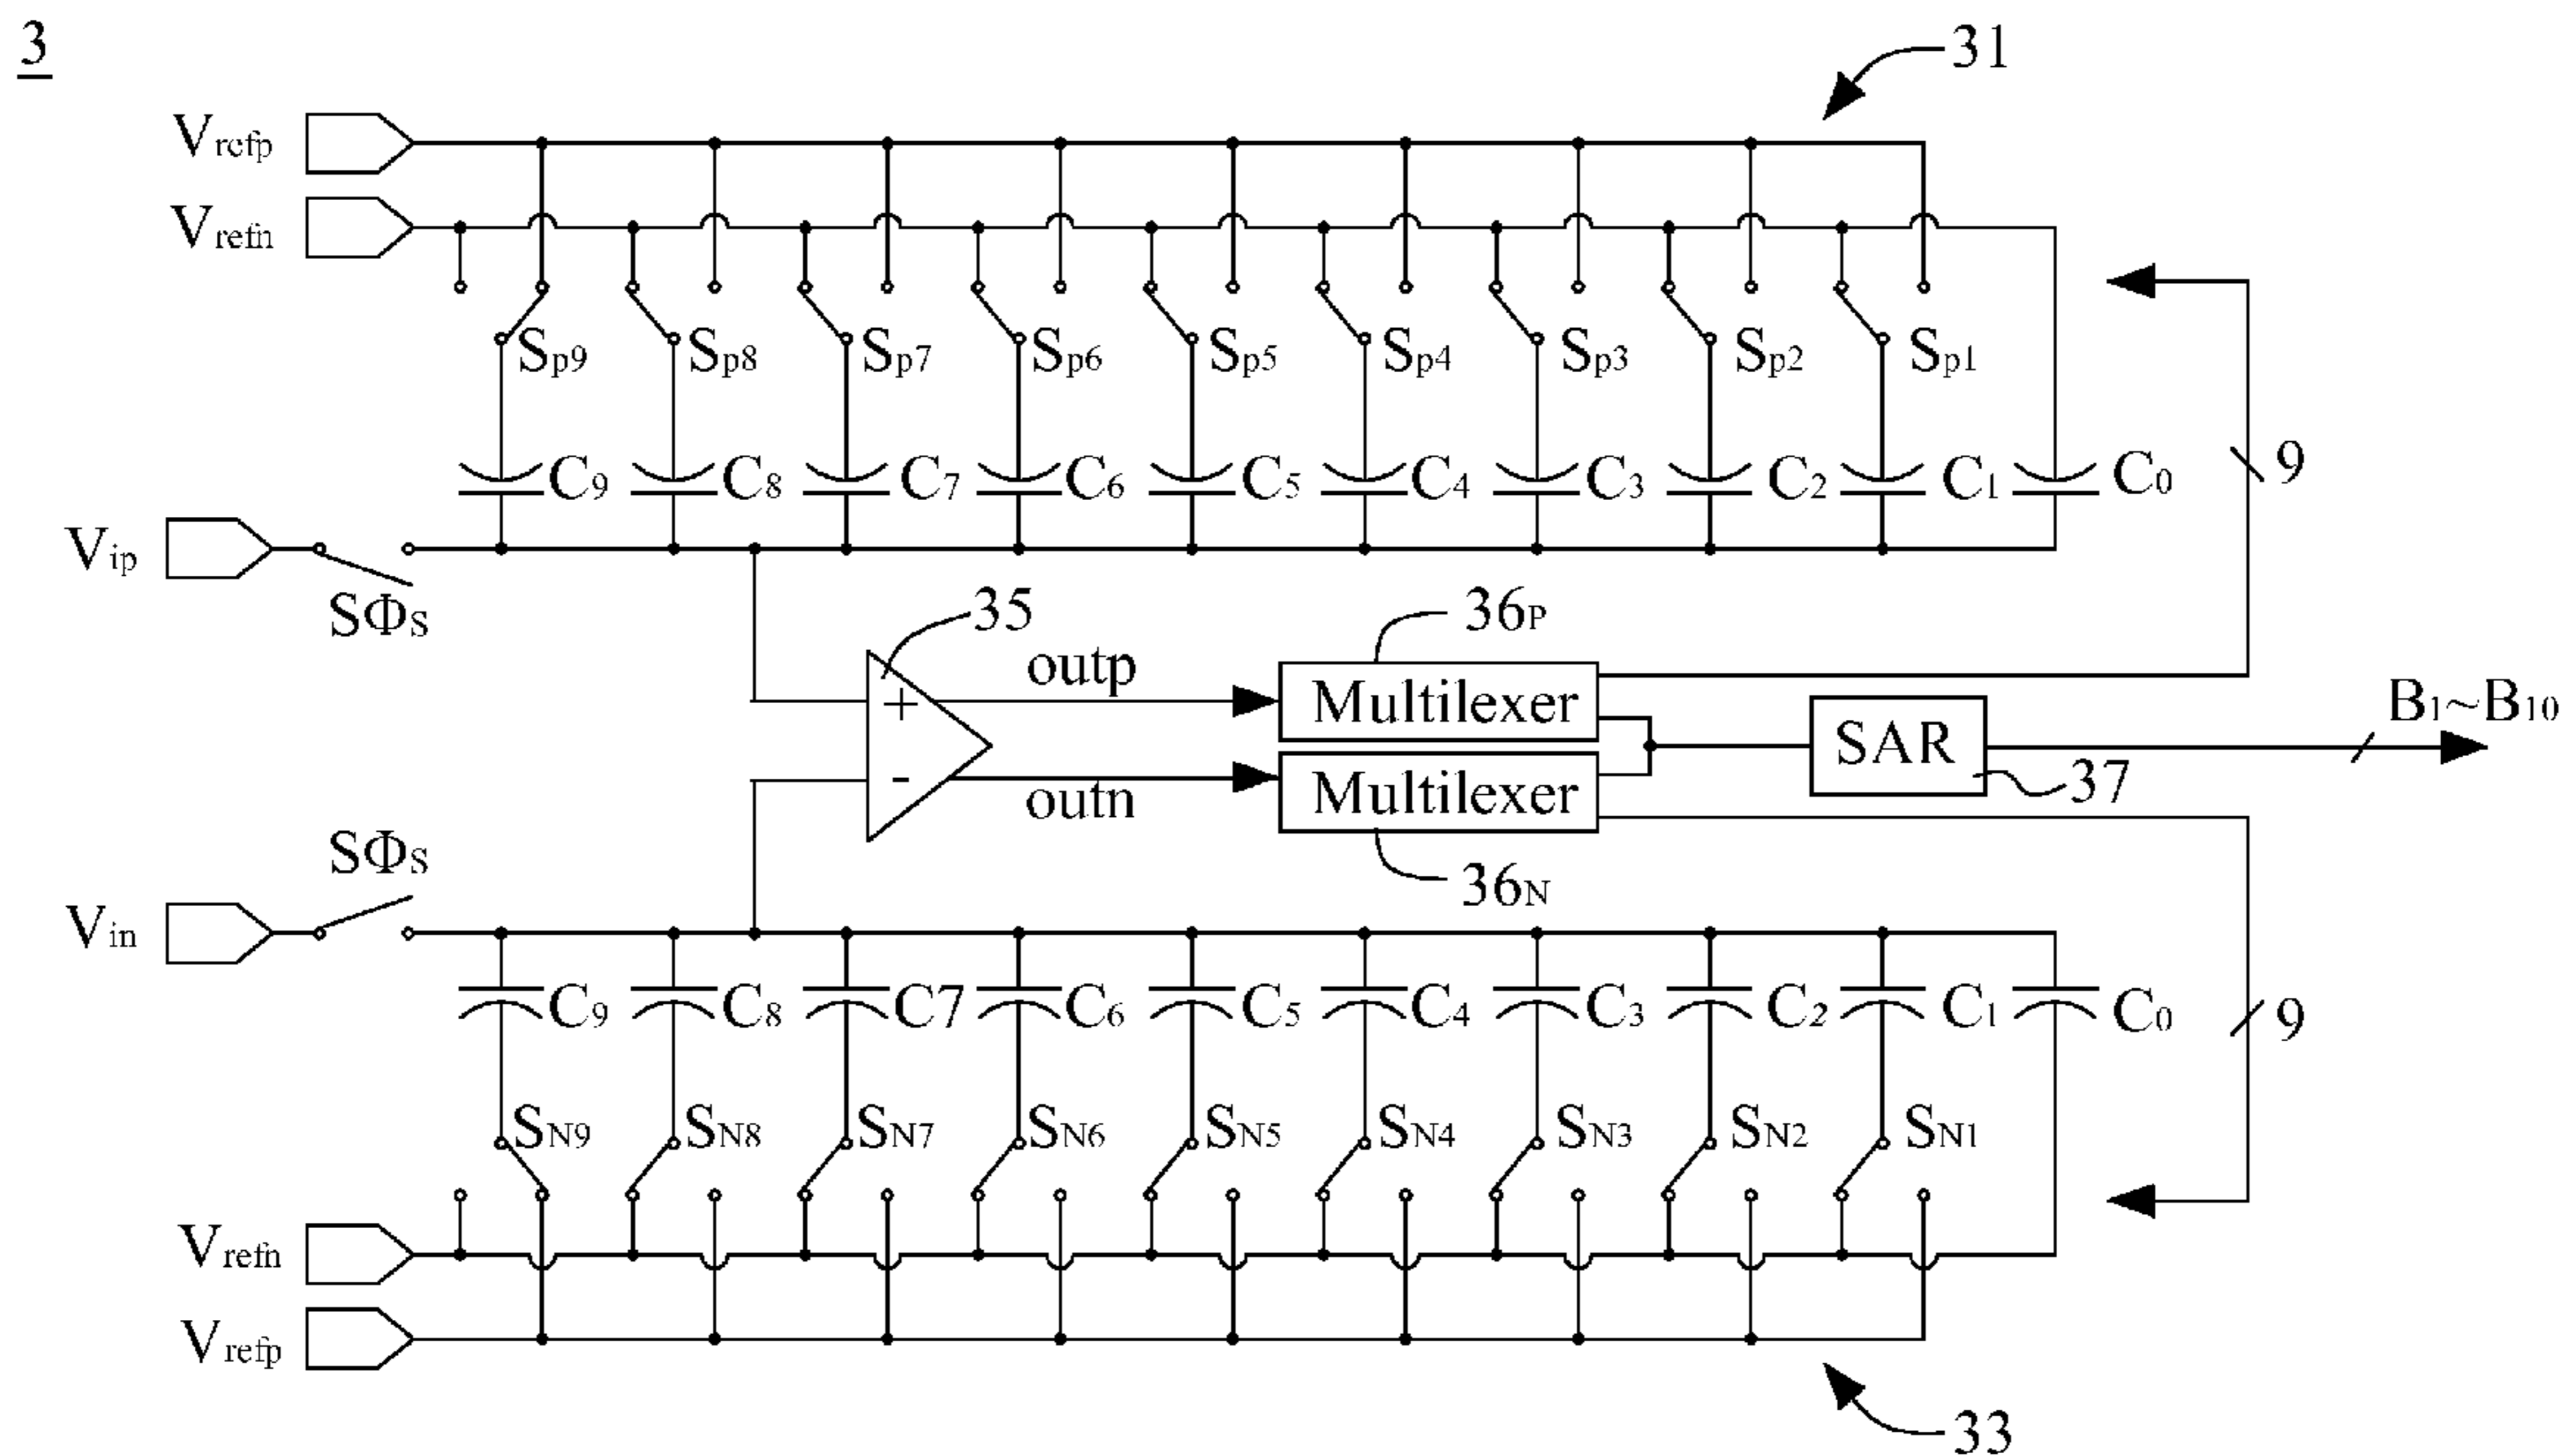 3
31
Vrefp
Vrefn
Sp9 Sp8 Sp7 Sp6 Sp5 Sp4 Sp3 Sp2 Sp1
C9 C8 C7 C6 C5 C4 C3 C2 C1 C0
9
Vip
SΦS
35
36P
outp
Multilexer
B1~B10
SAR
outn
Multilexer
37
SΦS
36N
Vin
C9 C8 C7 C6 C5 C4 C3 C2 C1 C0
9
SN9 SN8 SN7 SN6 SN5 SN4 SN3 SN2 SN1
Vrefn
Vrefp
33
+
-